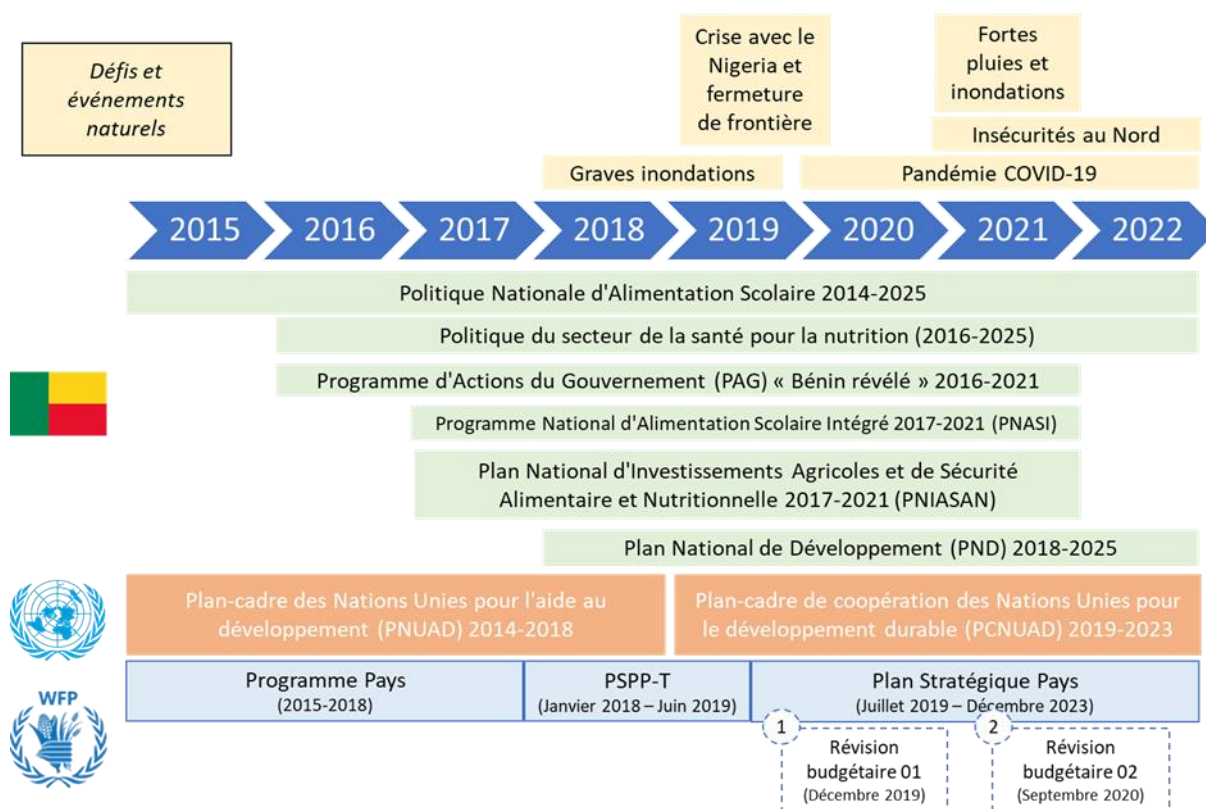 Défis et
événements
naturels
Crise avec le
Nigeria et
fermeture
de frontière
Fortes
pluies et
inondations
Insécurités au Nord
Graves inondations
Pandémie COVID-19
2015
2016
2017
2018
2019
2020
2021
2022
Politique Nationale d'Alimentation Scolaire 2014-2025
Politique du secteur de la santé pour la nutrition (2016-2025)
Programme d'Actions du Gouvernement (PAG) « Bénin révélé » 2016-2021
Programme National d'Alimentation Scolaire Intégré 2017-2021 (PNASI)
Plan National d'Investissements Agricoles et de Sécurité
Alimentaire et Nutritionnelle 2017-2021 (PNIASAN)
Plan National de Développement (PND) 2018-2025
Plan-cadre des Nations Unies pour l'aide au
développement (PNUAD) 2014-2018
Plan-cadre de coopération des Nations Unies pour
le développement durable (PCNUAD) 2019-2023
WFP
Programme Pays
(2015-2018)
PSPP-T
(Janvier 2018 – Juin 2019)
Plan Stratégique Pays
(Juillet 2019 – Décembre 2023)
1
Révision
budgétaire 01
(Décembre 2019)
2
Révision
budgétaire 02
(Septembre 2020)